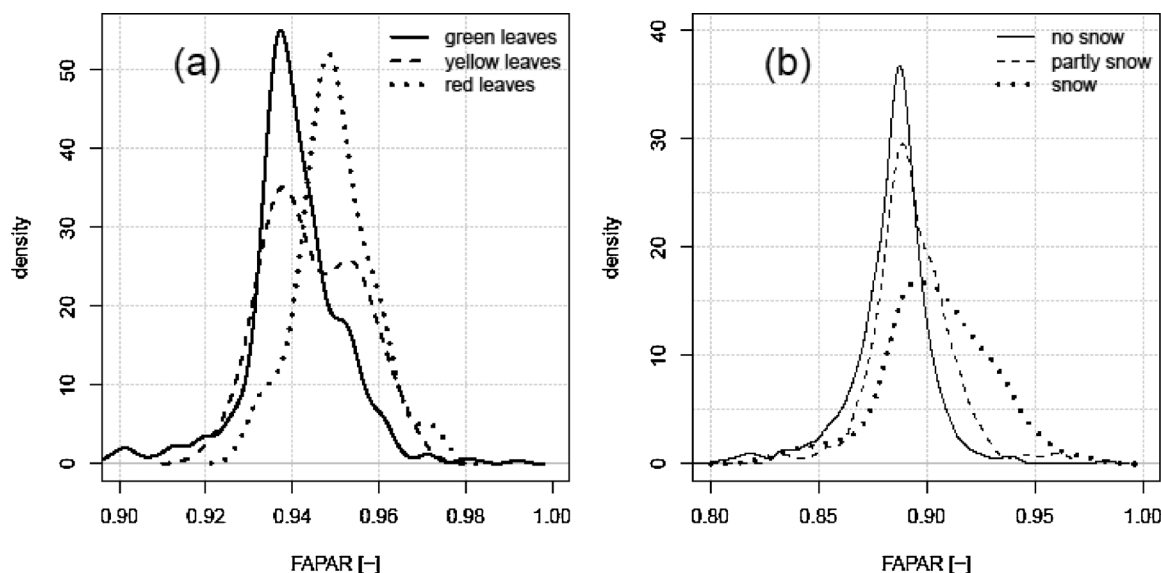 (a)
green leaves
yellow leaves
red leaves
density
0
10
20
30
40
50
0.90
0.92
0.94
0.96
0.98
1.00
FAPAR [–]
(b)
no snow
partly snow
snow
density
0
10
20
30
40
0.80
0.85
0.90
0.95
1.00
FAPAR [–]